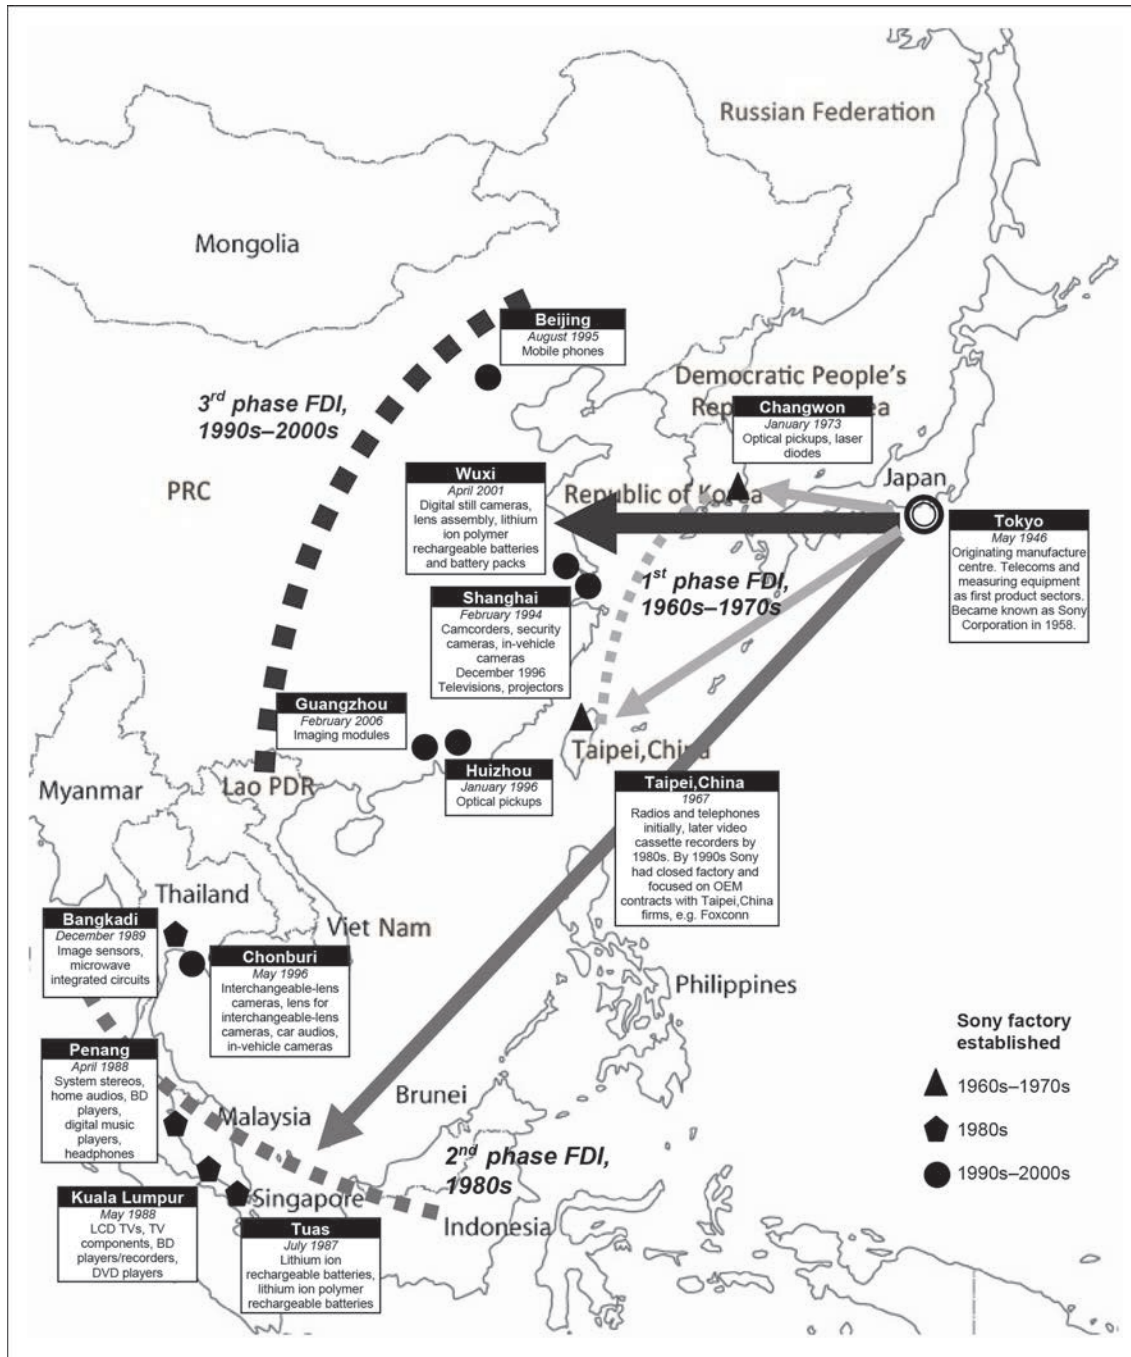 Russian Federation
Mongolia
Beijing
August 1995
Mobile phones
3rd phase FDI,
1990s–2000s
Democratic People's
Rep ea
Changwon
January 1973
Optical pickups, laser
diodes
PRC
Wuxi
April 2001
Digital still cameras,
lens assembly, lithium
ion polymer
rechargeable batteries
and battery packs
Republic of Korea
Japan
Tokyo
May 1946
Originating manufacture
centre. Telecoms and
measuring equipment
as first product sectors.
Became known as Sony
Corporation in 1958.
1st phase FDI,
1960s–1970s
Shanghai
February 1994
Camcorders, security
cameras, in-vehicle
cameras
December 1996
Televisions, projectors
Guangzhou
February 2006
Imaging modules
Taipei,China
Huizhou
January 1996
Optical pickups
Myanmar
Lao PDR
Taipei,China
1967
Radios and telephones
initially, later video
cassette recorders by
1980s. By 1990s Sony
had closed factory and
focused on OEM
contracts with Taipei,China
firms, e.g. Foxconn
Thailand
Viet Nam
Bangkadi
December 1989
Image sensors,
microwave
integrated circuits
Chonburi
May 1996
Interchangeable-lens
cameras, lens for
interchangeable-lens
cameras, car audios,
in-vehicle cameras
Philippines
Penang
April 1988
System stereos,
home audios, BD
players,
digital music
players,
headphones
Malaysia
Brunei
2nd phase FDI,
1980s
Kuala Lumpur
May 1988
LCD TVs, TV
components, BD
players/recorders,
DVD players
Singapore
Indonesia
Tuas
July 1987
Lithium ion
rechargeable batteries,
lithium ion polymer
rechargeable batteries
Sony factory
established
1960s–1970s
1980s
1990s–2000s